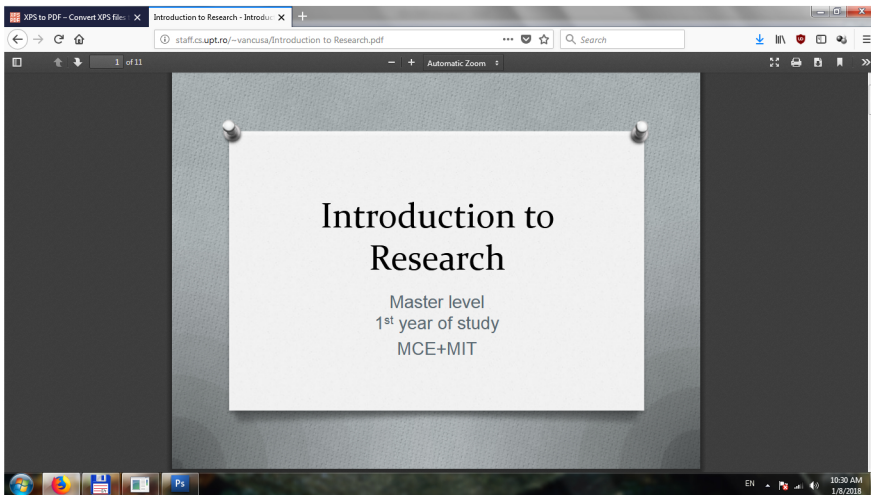 XPS to PDF – Convert XPS files
Introduction to Research - Introduc
staff.cs.upt.ro/~vancusa/Introduction to Research.pdf
Search
1 of 11
Automatic Zoom
Introduction to
Research
Master level
1st year of study
MCE+MIT
Ps
EN
10:30 AM
1/8/2018